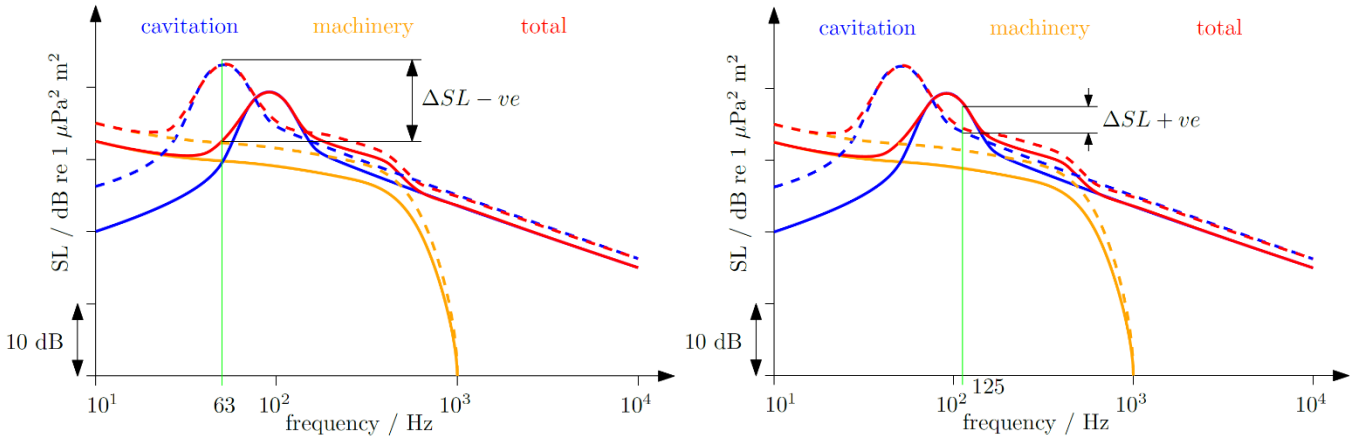 cavitation machinery total
SL / dB re 1 μPa² m²
ΔSL − ve
10 dB
10¹ 63 10² 10³ 10⁴
frequency / Hz
cavitation machinery total
SL / dB re 1 μPa² m²
ΔSL + ve
10 dB
10¹ 10² 125 10³ 10⁴
frequency / Hz